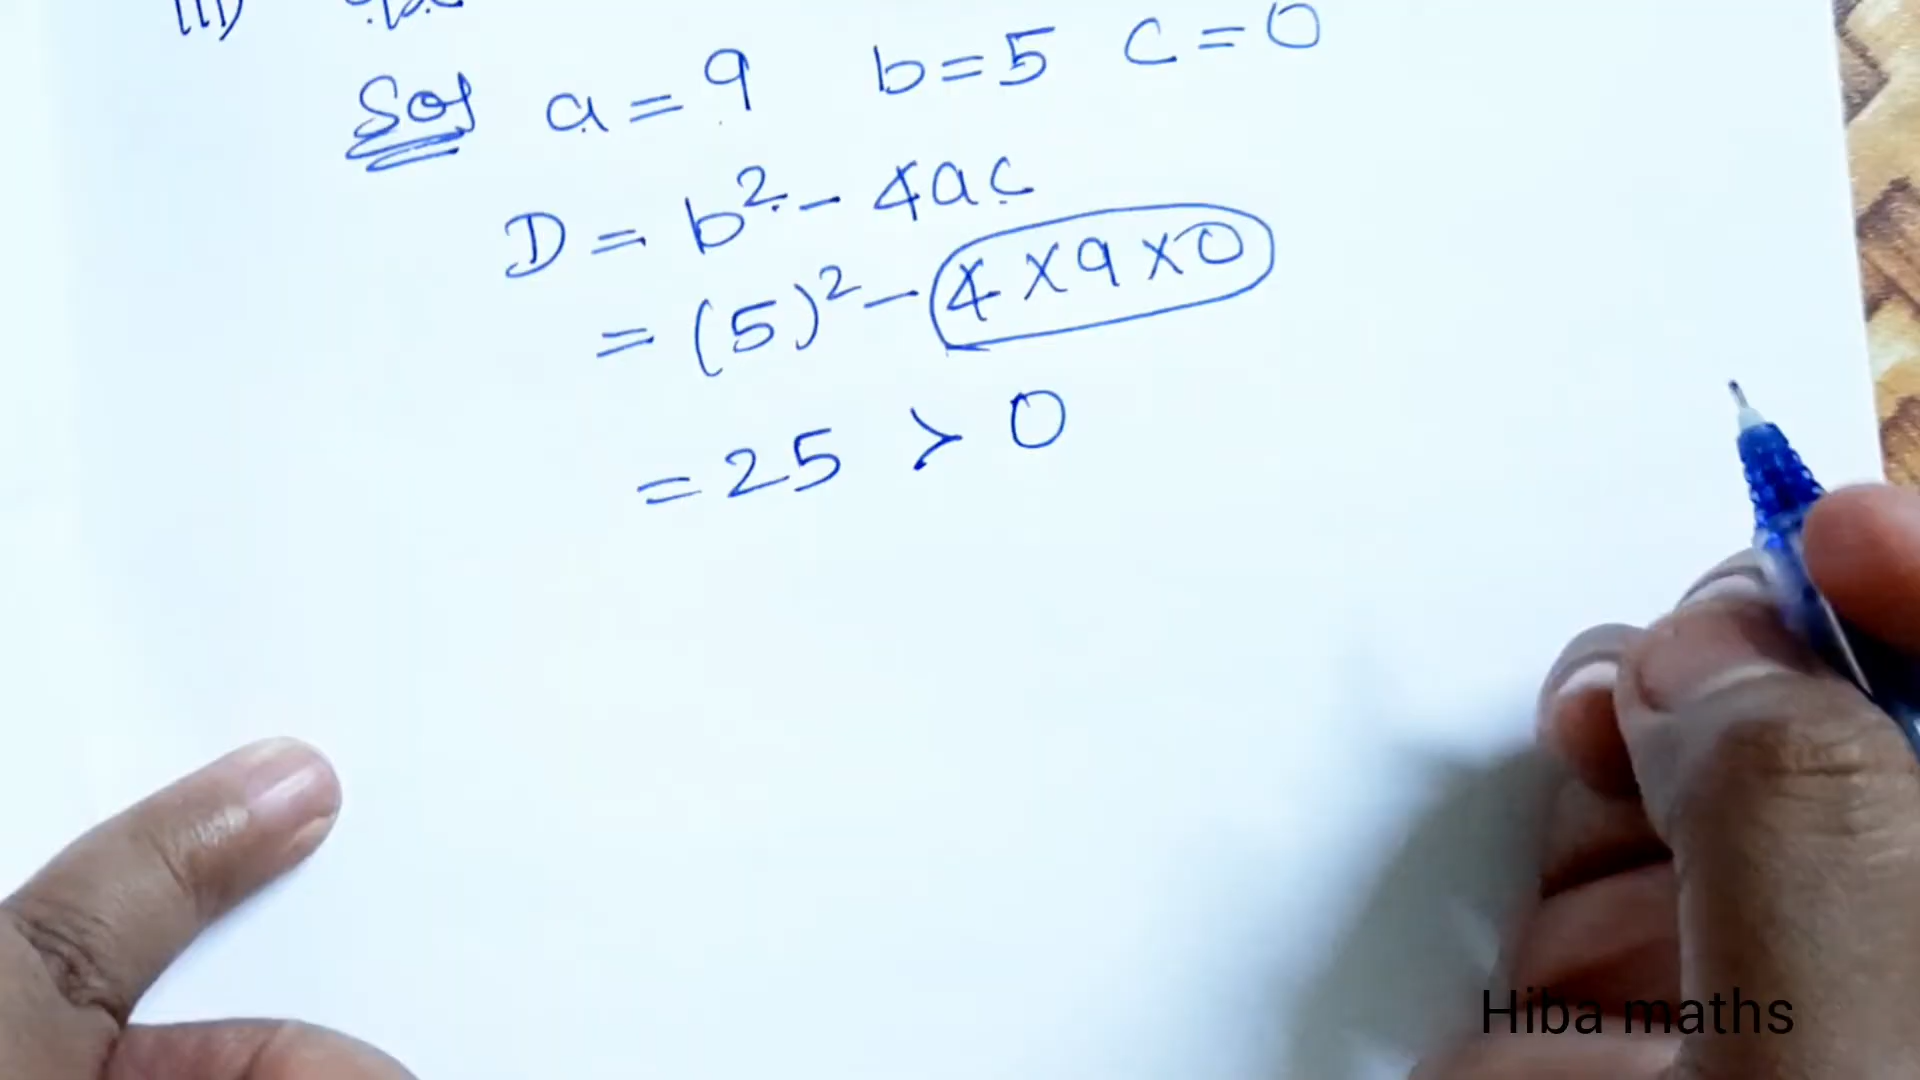 Sol a = 9 b = 5 c = 0
D = b² - 4ac
= (5)² - 4 × 9 × 0
= 25 > 0
Hiba maths